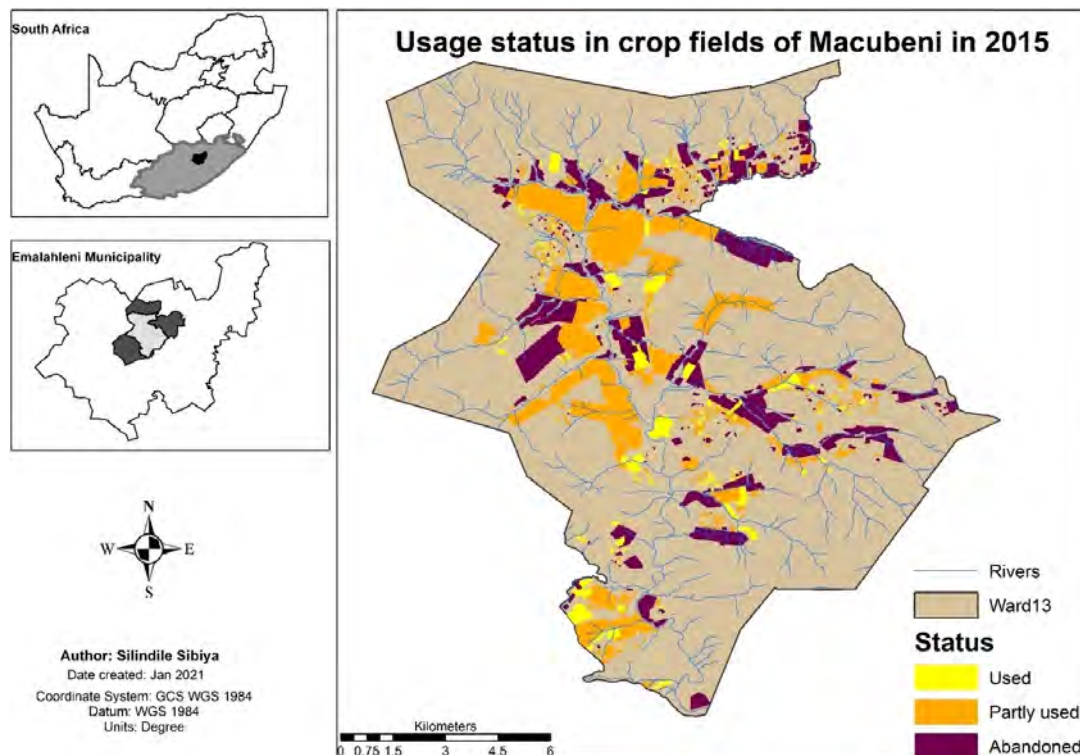 South Africa
Usage status in crop fields of Macubeni in 2015
Emalahleni Municipality
N
W E
S
Author: Silindile Sibiya
Date created: Jan 2021
Coordinate System: GCS WGS 1984
Datum: WGS 1984
Units: Degree
Rivers
Ward13
Status
Used
Partly used
Abandoned
Kilometers
0 0.75 1.5 3 4.5 6